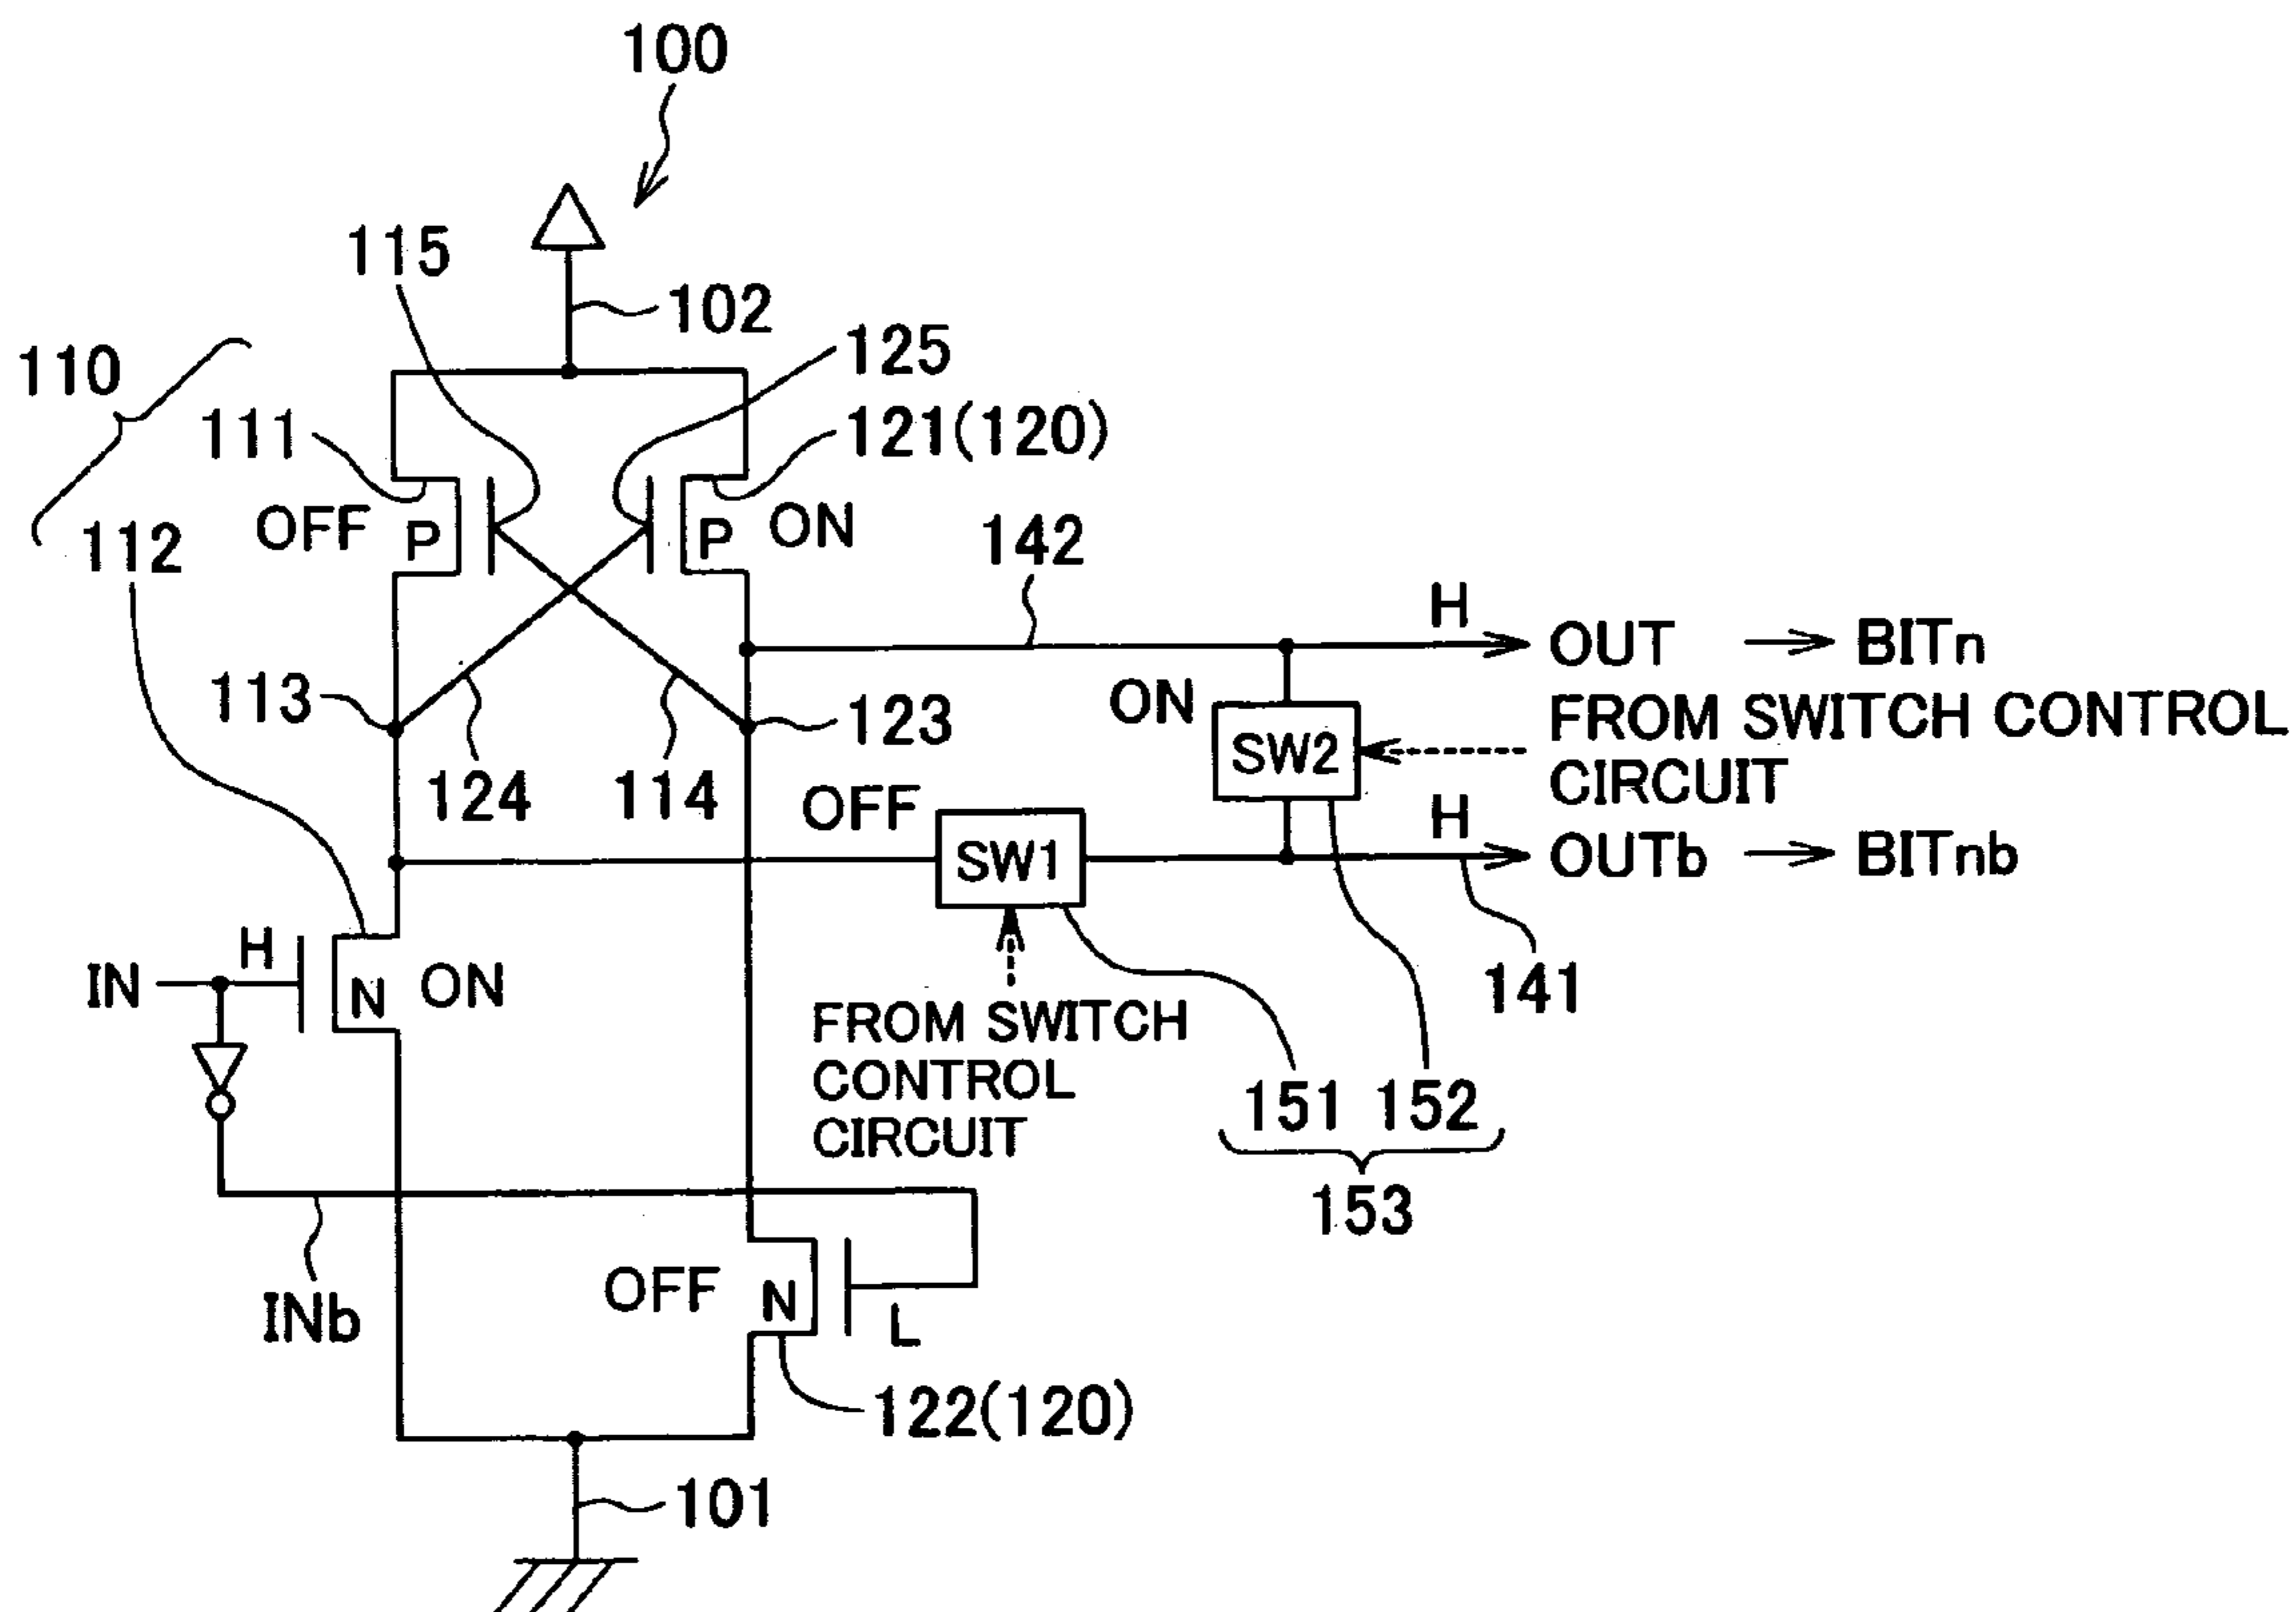 100
115
102
110
125
111
121(120)
OFF
P
P
ON
112
142
H
OUT
BITn
113
123
ON
FROM SWITCH CONTROL
CIRCUIT
SW2
124
114
OFF
H
OUTb
BITnb
SW1
H
IN
N
ON
141
FROM SWITCH
CONTROL
CIRCUIT
151
152
153
INb
OFF
N
L
122(120)
101